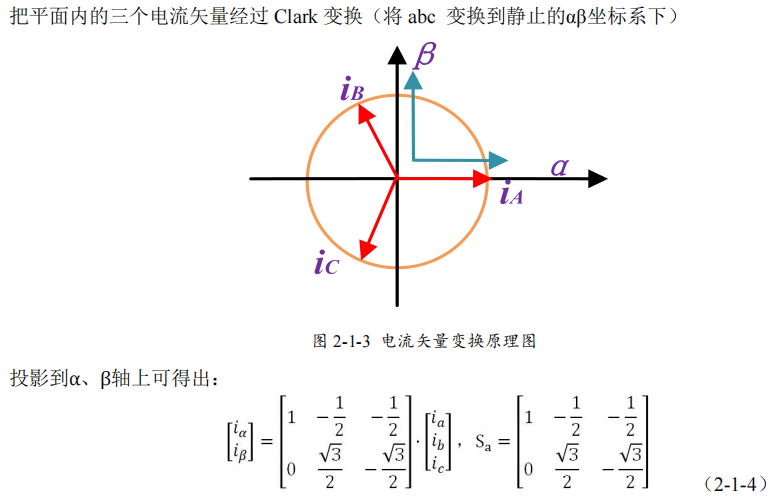 把平面内的三个电流矢量经过 Clark 变换（将 abc 变换到静止的αβ坐标系下）
β
iB
α
iA
iC
图 2-1-3 电流矢量变换原理图
投影到α、β轴上可得出：
[iα; iβ] = [1 -1/2 -1/2; 0 √3/2 -√3/2] · [ia; ib; ic]，Sa = [1 -1/2 -1/2; 0 √3/2 -√3/2]
（2-1-4）